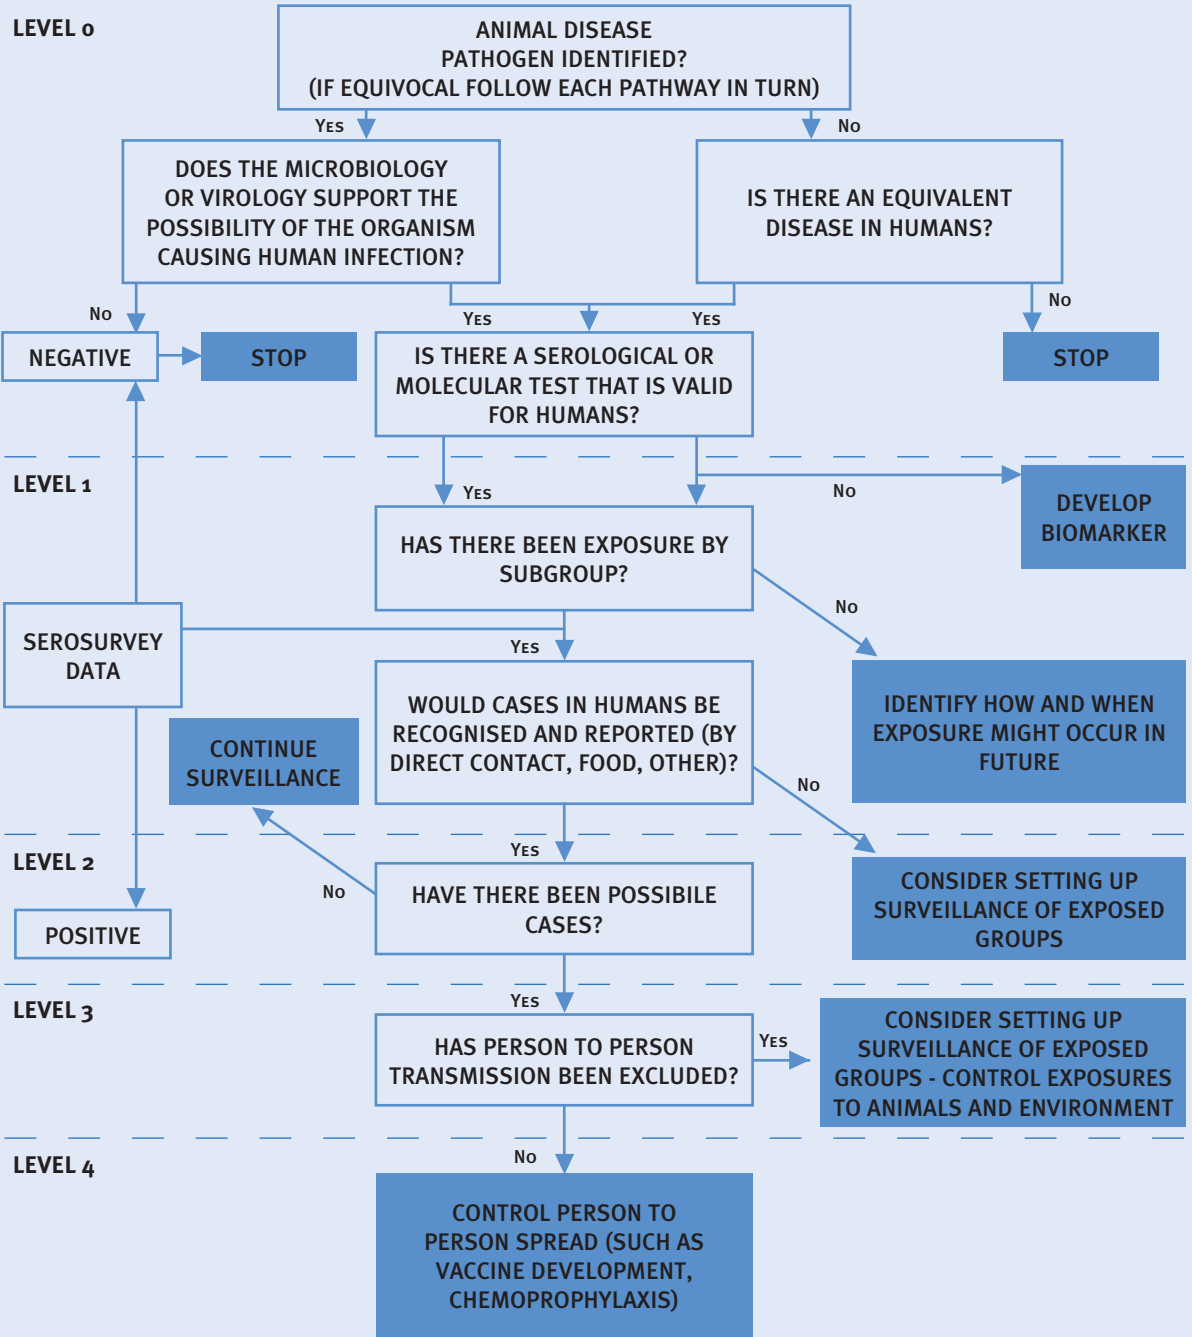 LEVEL 0
ANIMAL DISEASE
PATHOGEN IDENTIFIED?
(IF EQUIVOCAL FOLLOW EACH PATHWAY IN TURN)
YES
NO
DOES THE MICROBIOLOGY
OR VIROLOGY SUPPORT THE
POSSIBILITY OF THE ORGANISM
CAUSING HUMAN INFECTION?
IS THERE AN EQUIVALENT
DISEASE IN HUMANS?
NO
YES
YES
NO
NEGATIVE
STOP
IS THERE A SEROLOGICAL OR
MOLECULAR TEST THAT IS VALID
FOR HUMANS?
STOP
LEVEL 1
YES
NO
DEVELOP
BIOMARKER
HAS THERE BEEN EXPOSURE BY
SUBGROUP?
NO
SEROSURVEY
DATA
YES
IDENTIFY HOW AND WHEN
EXPOSURE MIGHT OCCUR IN
FUTURE
WOULD CASES IN HUMANS BE
RECOGNISED AND REPORTED (BY
DIRECT CONTACT, FOOD, OTHER)?
CONTINUE
SURVEILLANCE
NO
LEVEL 2
YES
NO
HAVE THERE BEEN POSSIBILE
CASES?
CONSIDER SETTING UP
SURVEILLANCE OF EXPOSED
GROUPS
POSITIVE
LEVEL 3
YES
HAS PERSON TO PERSON
TRANSMISSION BEEN EXCLUDED?
YES
CONSIDER SETTING UP
SURVEILLANCE OF EXPOSED
GROUPS - CONTROL EXPOSURES
TO ANIMALS AND ENVIRONMENT
LEVEL 4
NO
CONTROL PERSON TO
PERSON SPREAD (SUCH AS
VACCINE DEVELOPMENT,
CHEMOPROPHYLAXIS)